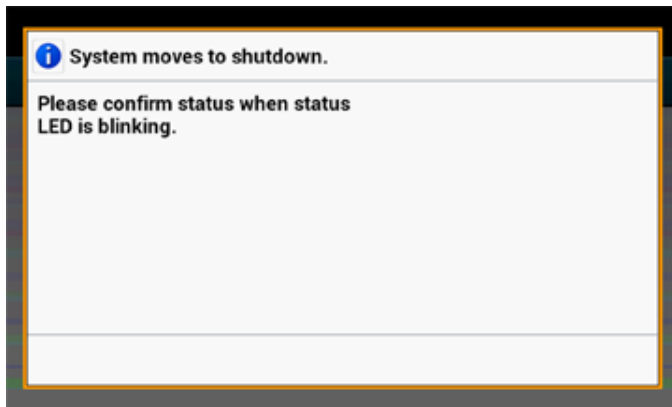 System moves to shutdown.
Please confirm status when status
LED is blinking.